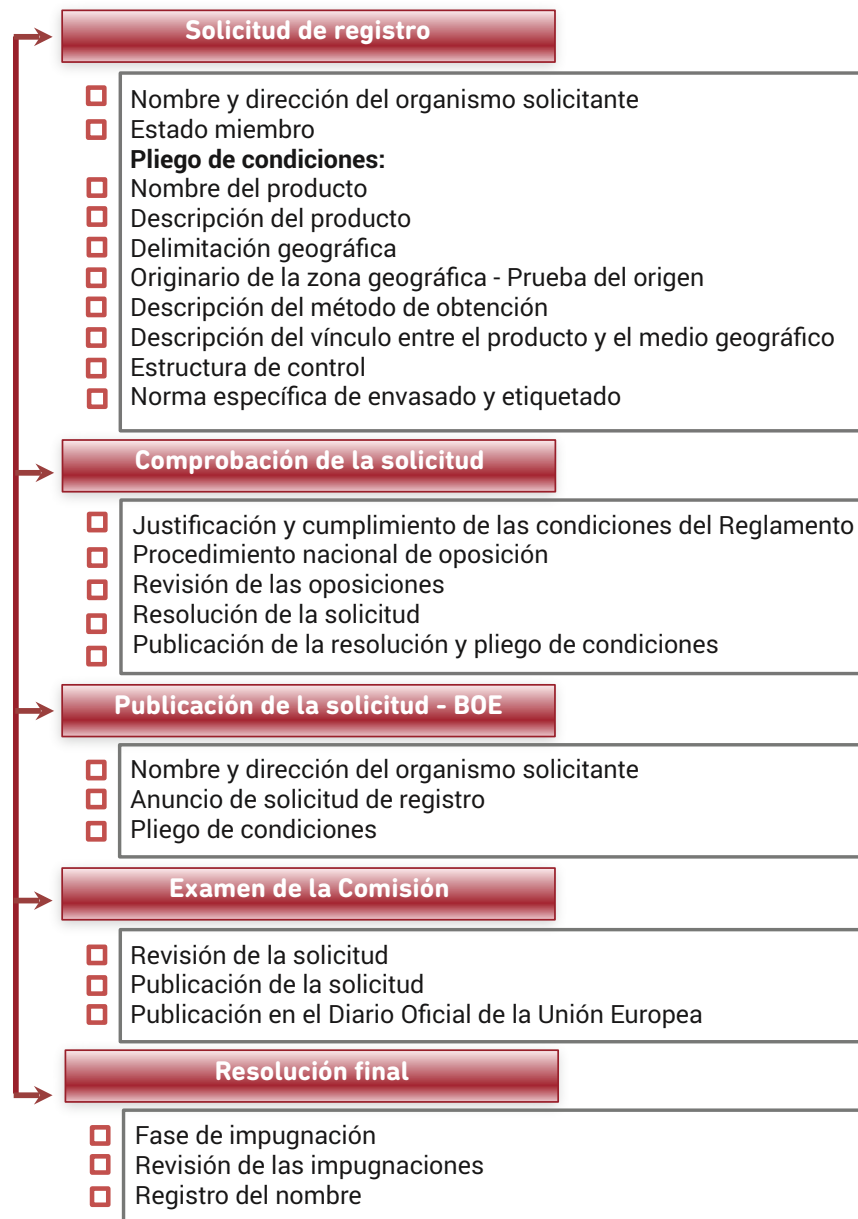 Solicitud de registro
Nombre y dirección del organismo solicitante
Estado miembro
Pliego de condiciones:
Nombre del producto
Descripción del producto
Delimitación geográfica
Originario de la zona geográfica - Prueba del origen
Descripción del método de obtención
Descripción del vínculo entre el producto y el medio geográfico
Estructura de control
Norma específica de envasado y etiquetado
Comprobación de la solicitud
Justificación y cumplimiento de las condiciones del Reglamento
Procedimiento nacional de oposición
Revisión de las oposiciones
Resolución de la solicitud
Publicación de la resolución y pliego de condiciones
Publicación de la solicitud - BOE
Nombre y dirección del organismo solicitante
Anuncio de solicitud de registro
Pliego de condiciones
Examen de la Comisión
Revisión de la solicitud
Publicación de la solicitud
Publicación en el Diario Oficial de la Unión Europea
Resolución final
Fase de impugnación
Revisión de las impugnaciones
Registro del nombre